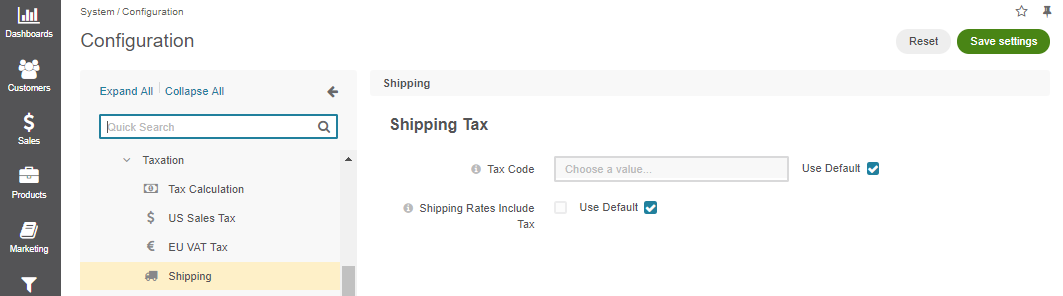 System / Configuration
Configuration
Reset
Save settings
Dashboards
Customers
Sales
Products
Marketing
Expand All
Collapse All
Quick Search
Taxation
Tax Calculation
$ US Sales Tax
€ EU VAT Tax
Shipping
Shipping
Shipping Tax
Tax Code
Choose a value...
Use Default
Shipping Rates Include
Tax
Use Default